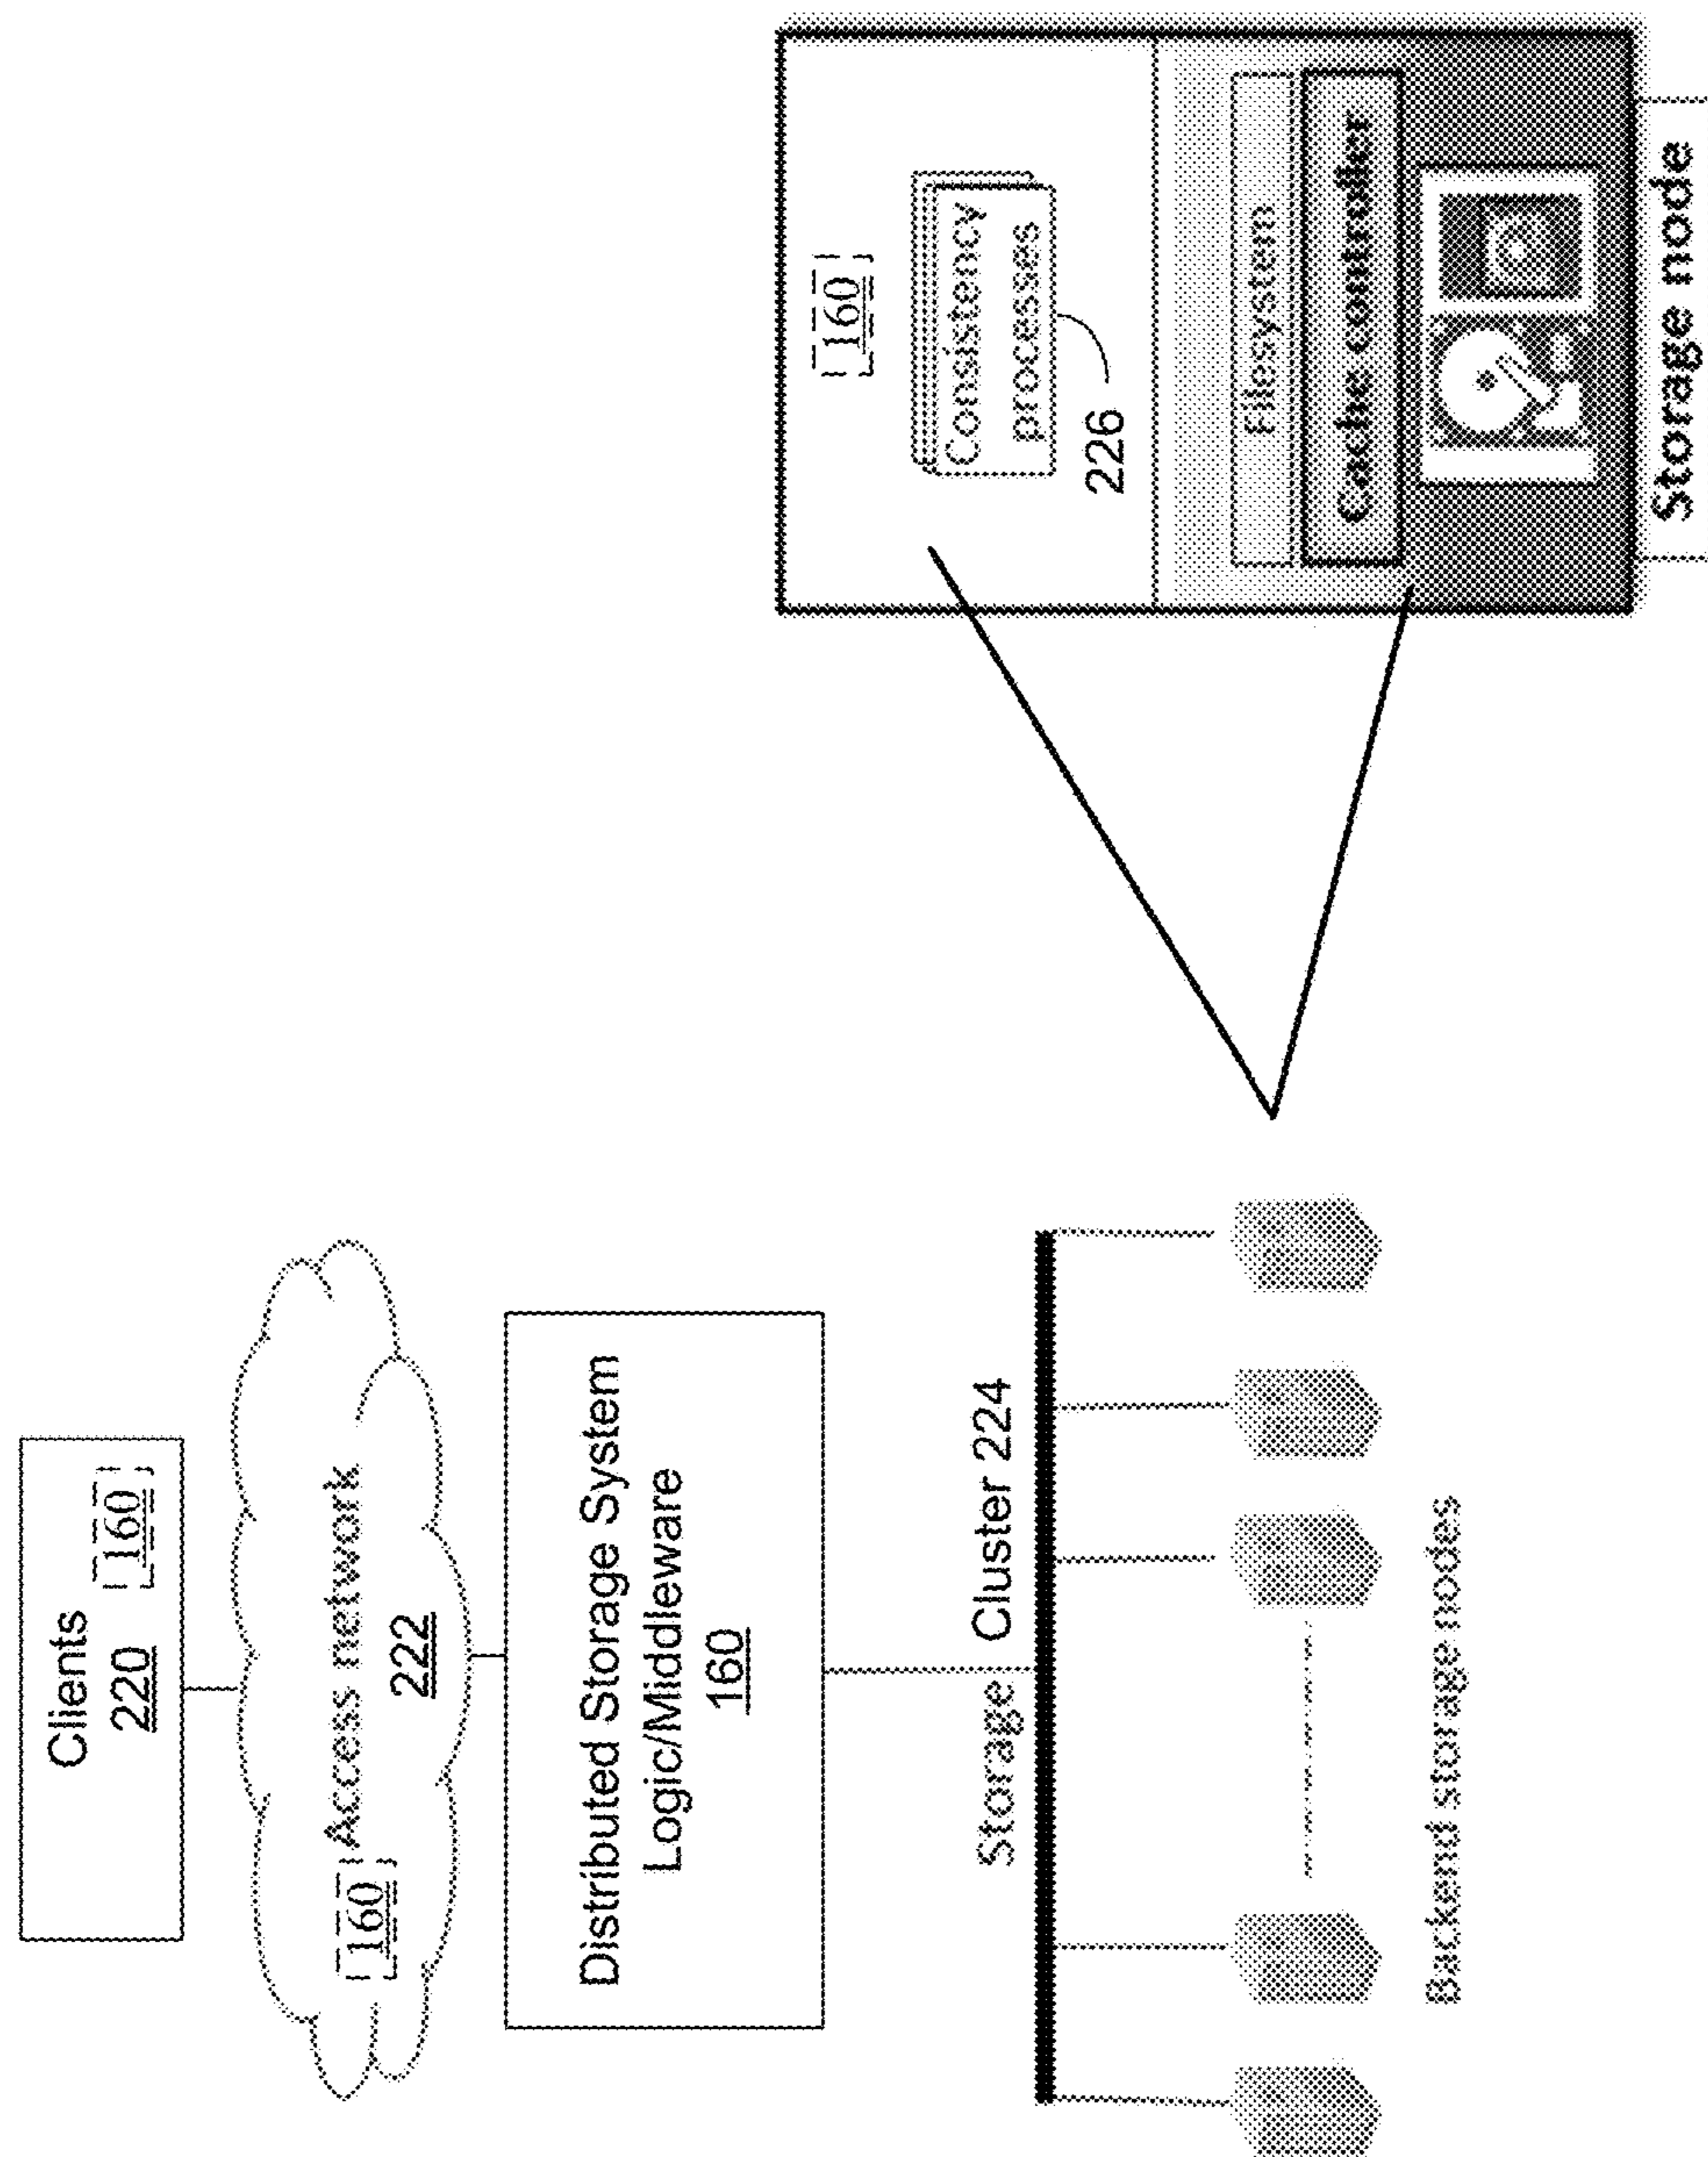 Clients
220
160
Access network
160
222
Distributed Storage System
Logic/Middleware
160
Storage Cluster 224
Backend storage nodes
160
Consistency
processes
226
Filesystem
Cache controller
Storage node